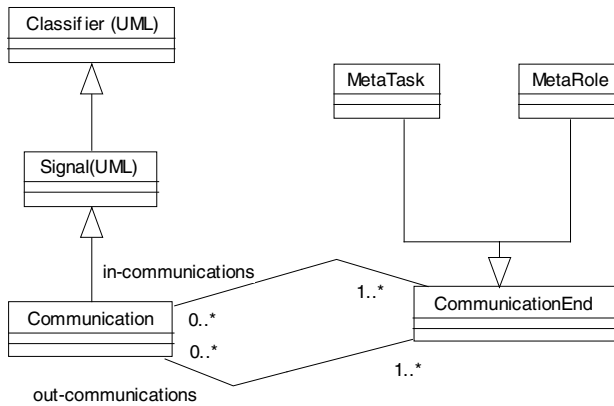 Classifier (UML)
MetaTask
MetaRole
Signal(UML)
in-communications
1..*
CommunicationEnd
Communication
0..*
0..*
1..*
out-communications